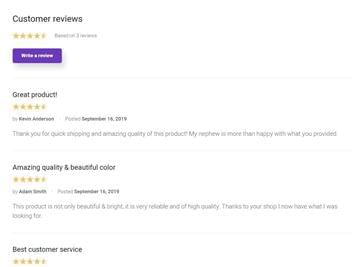 Customer reviews
Based on 3 reviews
Write a review
Great product!
by Kevin Anderson Posted September 16, 2019
Thank you for quick shipping and amazing quality of this product! My nephew is more than happy with what you provided.
Amazing quality & beautiful color
by Adam Smith Posted September 16, 2019
This product is not only beautiful & bright, it is very reliable and of high quality. Thanks to your shop I now have what I was
looking for.
Best customer service